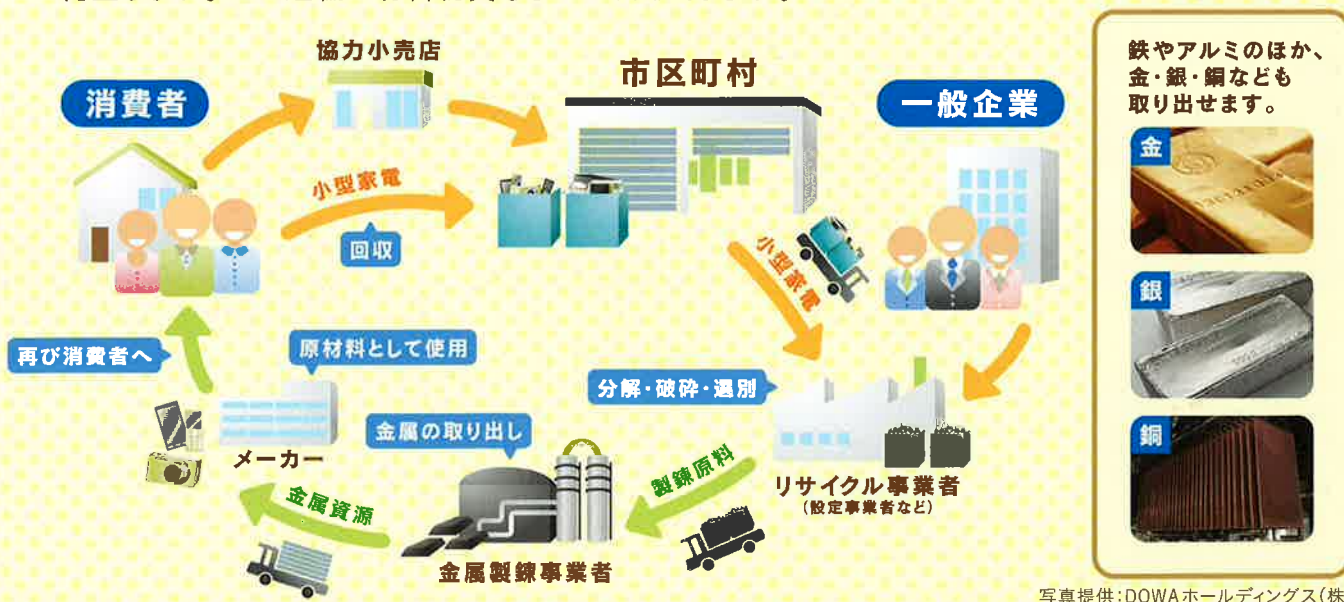 協力小売店
市区町村
消費者
一般企業
小型家電
回収
小型家電
再び消費者へ
原材料として使用
分解・破砕・選別
金属の取り出し
メーカー
リサイクル事業者
(設定事業者など)
製錬原料
金属資源
金属製錬事業者
鉄やアルミのほか、
金・銀・銅なども
取り出せます。
金
銀
銅
写真提供:DOWAホールディングス(株